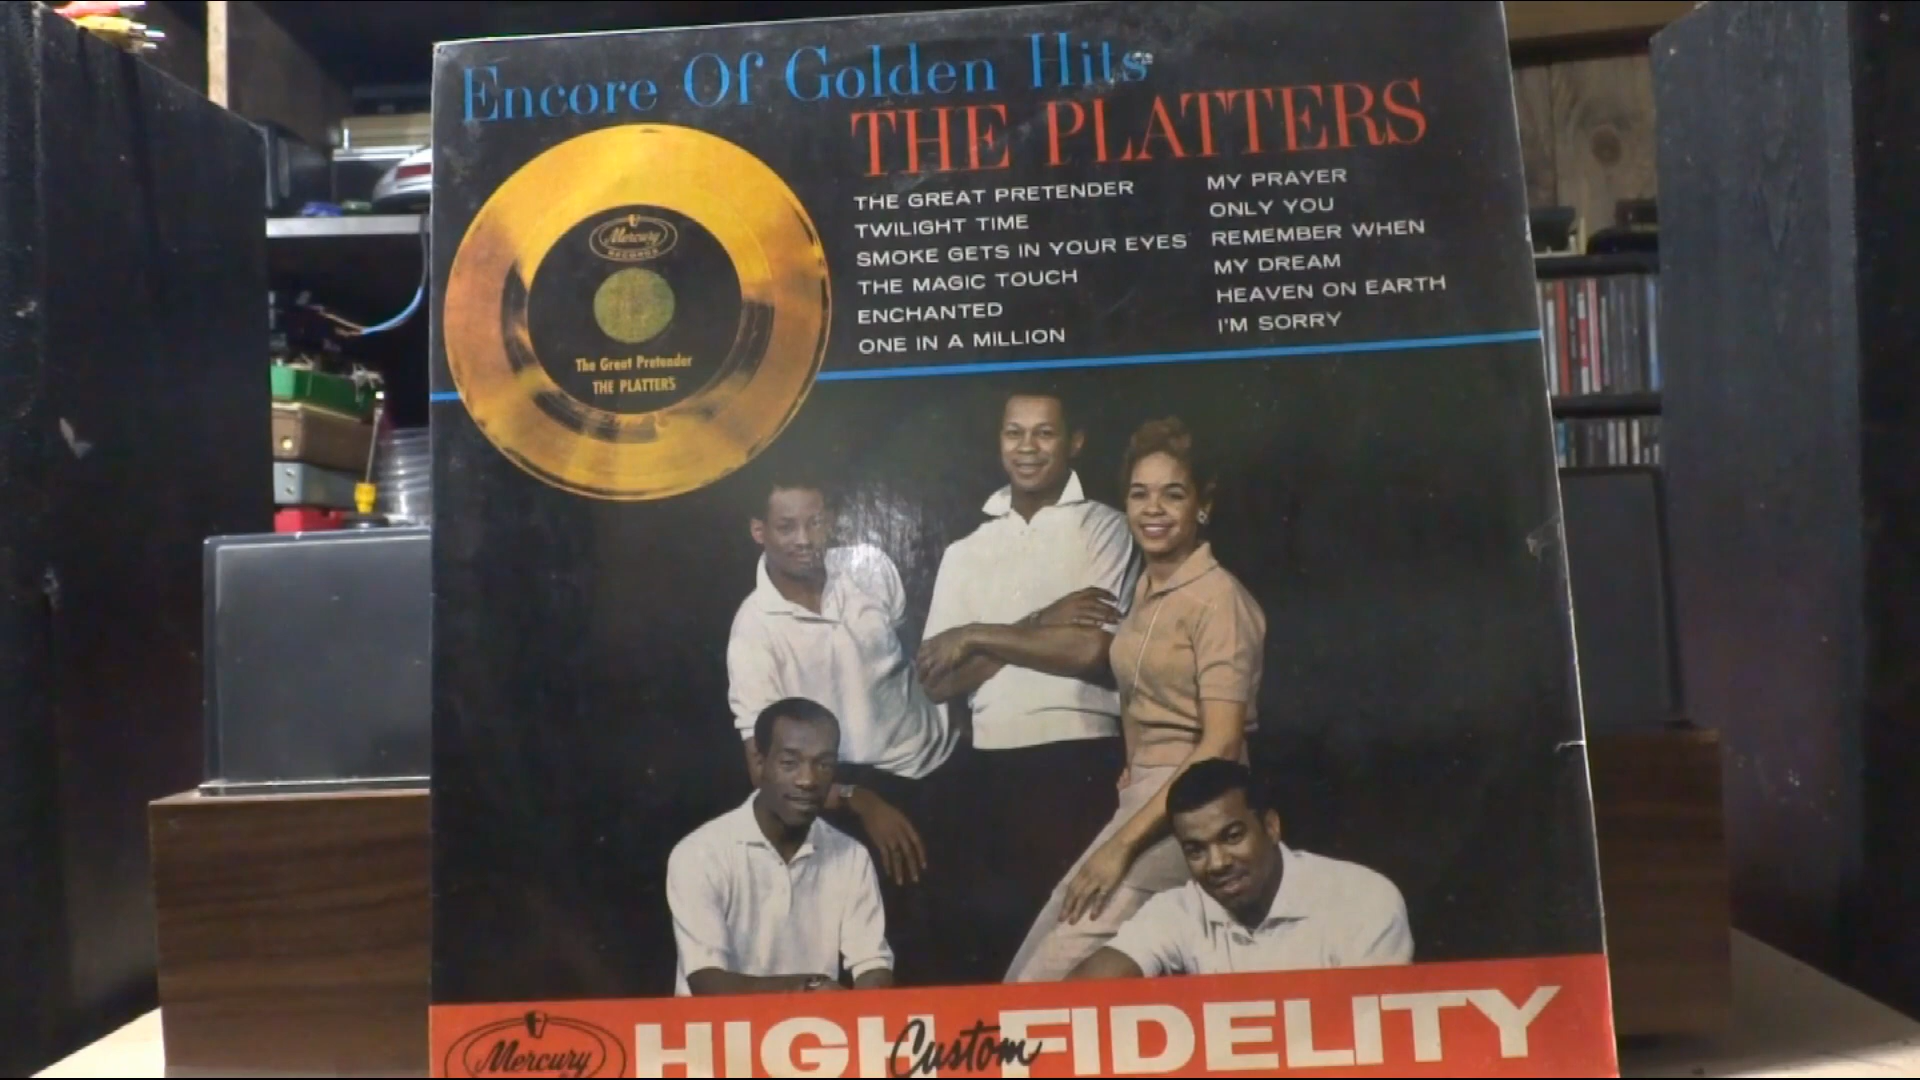 Encore Of Golden Hits
THE PLATTERS
THE GREAT PRETENDER
TWILIGHT TIME
SMOKE GETS IN YOUR EYES
THE MAGIC TOUCH
ENCHANTED
ONE IN A MILLION
MY PRAYER
ONLY YOU
REMEMBER WHEN
MY DREAM
HEAVEN ON EARTH
I'M SORRY
Mercury
RECORDS
The Great Pretender
THE PLATTERS
Mercury
HIGH FIDELITY
Custom